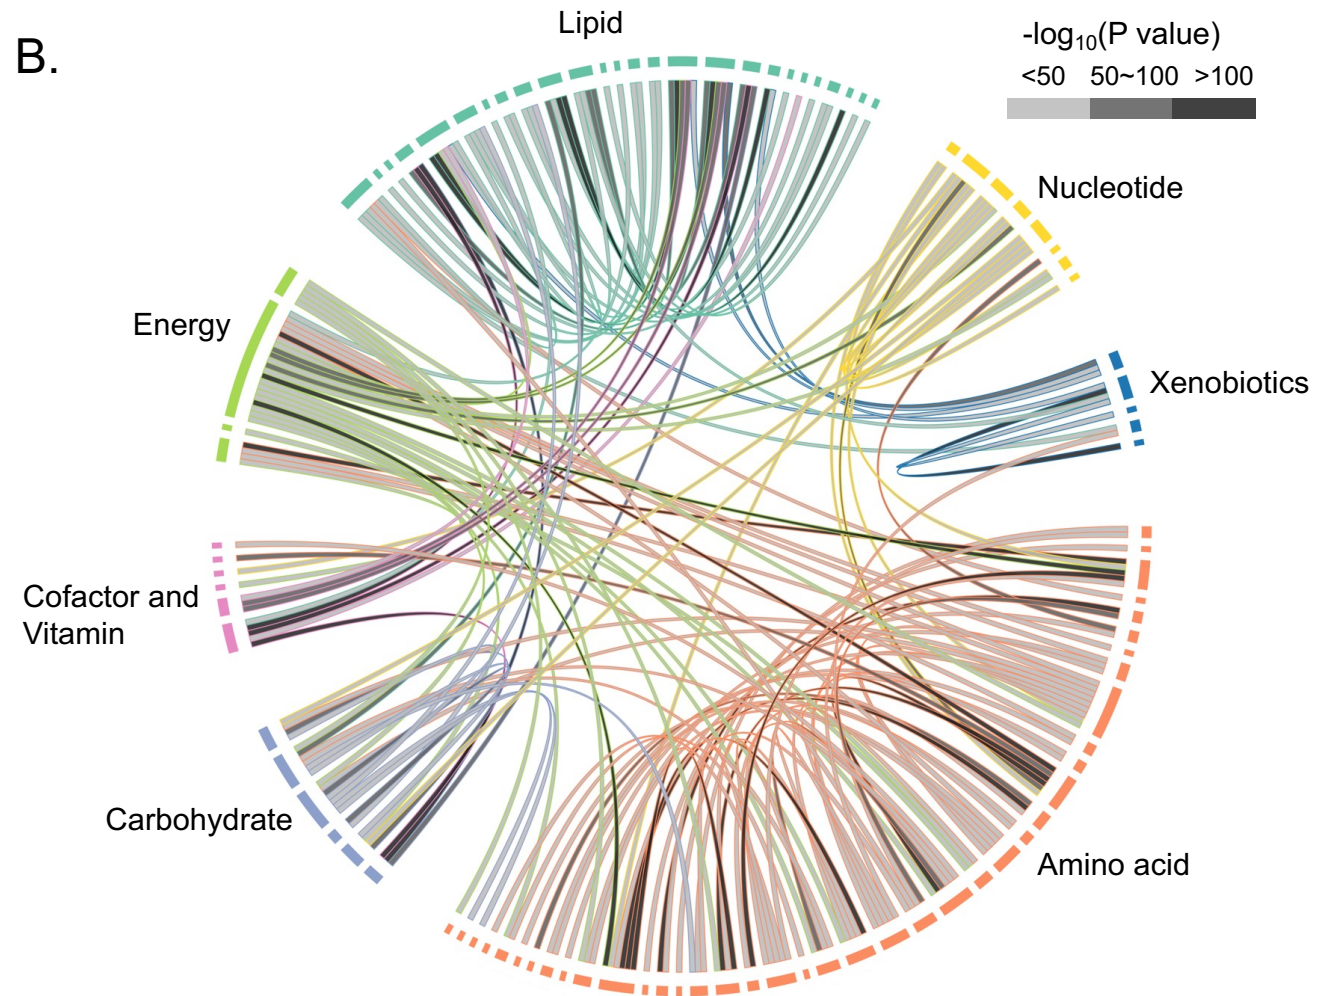 B.
Lipid
-log₁₀(P value)
<50 50~100 >100
Nucleotide
Energy
Xenobiotics
Cofactor and
Vitamin
Carbohydrate
Amino acid